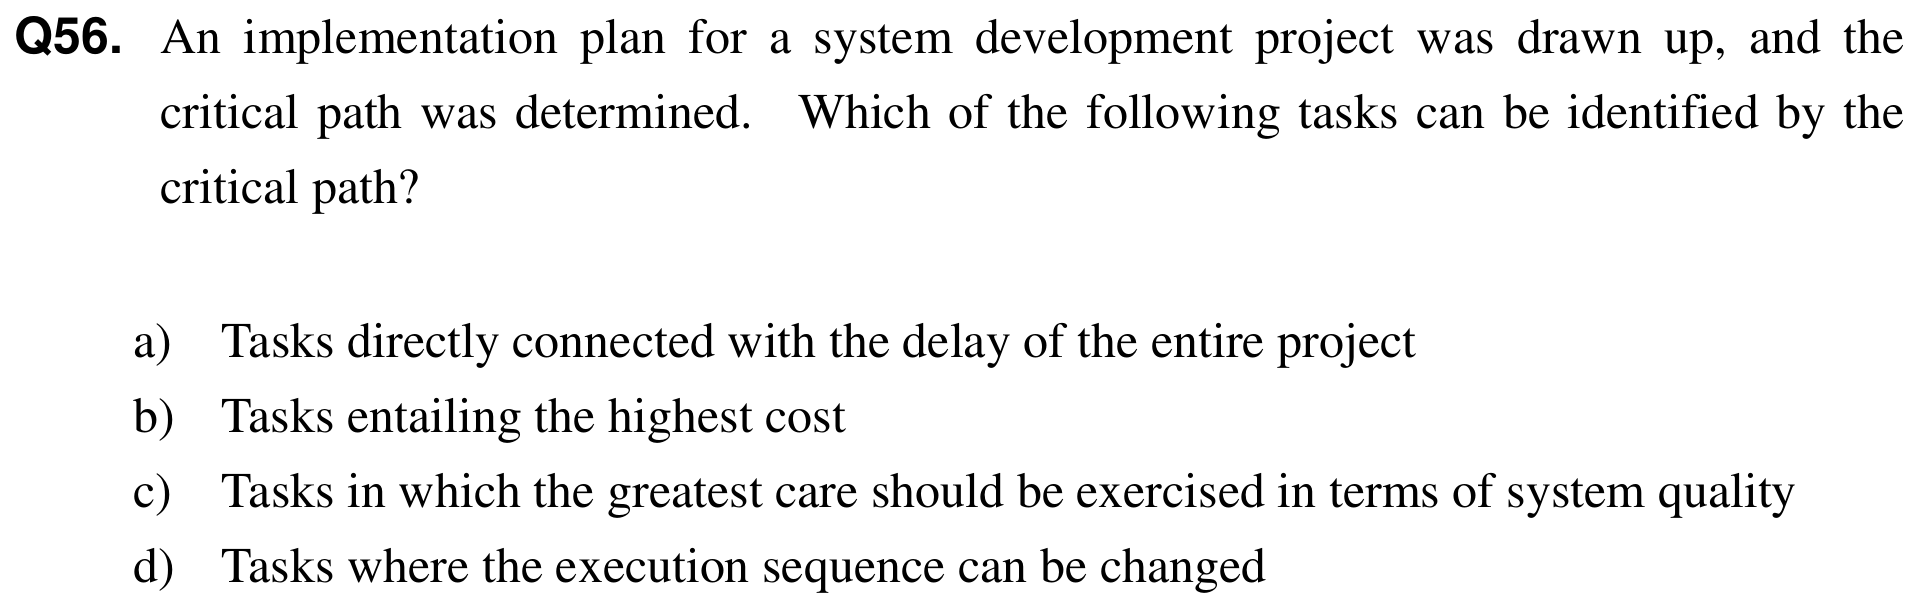 Q56. An implementation plan for a system development project was drawn up, and the
critical path was determined. Which of the following tasks can be identified by the
critical path?
a) Tasks directly connected with the delay of the entire project
b) Tasks entailing the highest cost
c) Tasks in which the greatest care should be exercised in terms of system quality
d) Tasks where the execution sequence can be changed